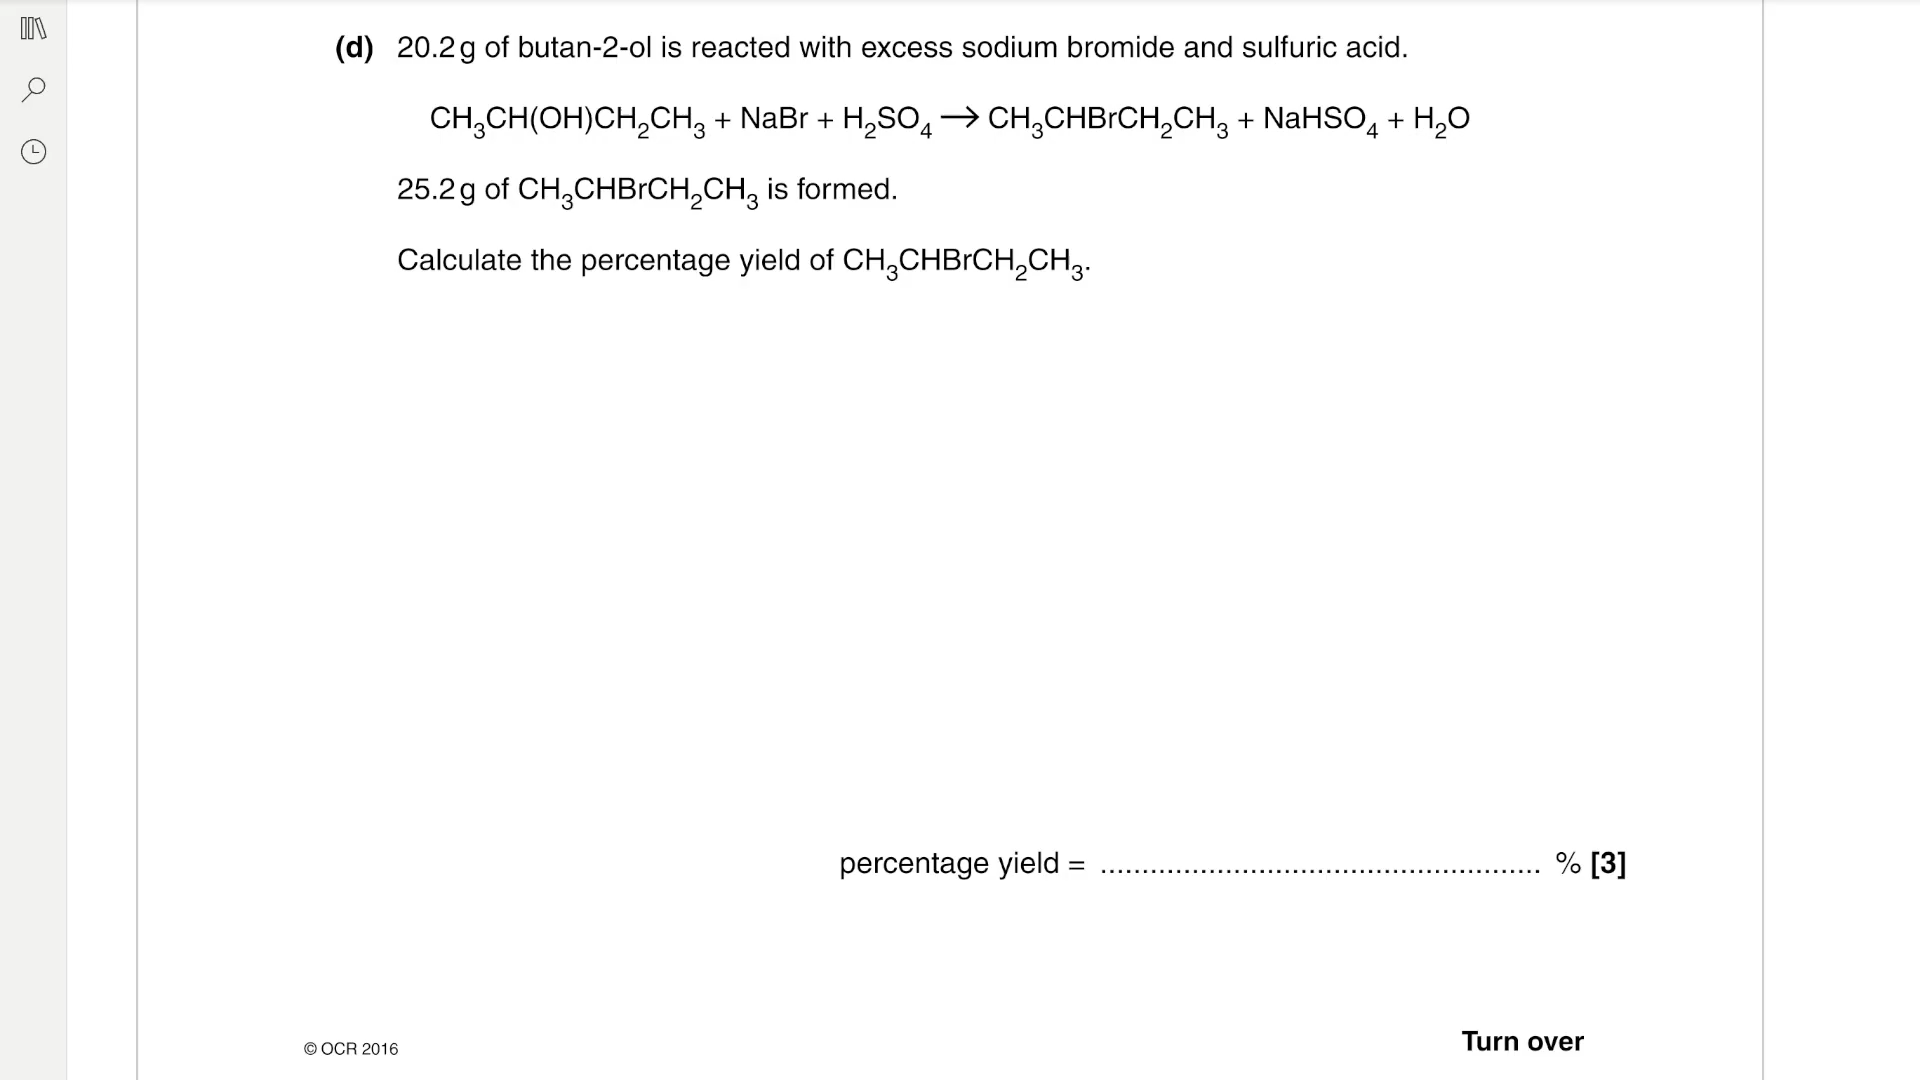 (d) 20.2 g of butan-2-ol is reacted with excess sodium bromide and sulfuric acid.
CH₃CH(OH)CH₂CH₃ + NaBr + H₂SO₄ → CH₃CHBrCH₂CH₃ + NaHSO₄ + H₂O
25.2 g of CH₃CHBrCH₂CH₃ is formed.
Calculate the percentage yield of CH₃CHBrCH₂CH₃.
percentage yield = ...................................................... % [3]
© OCR 2016
Turn over